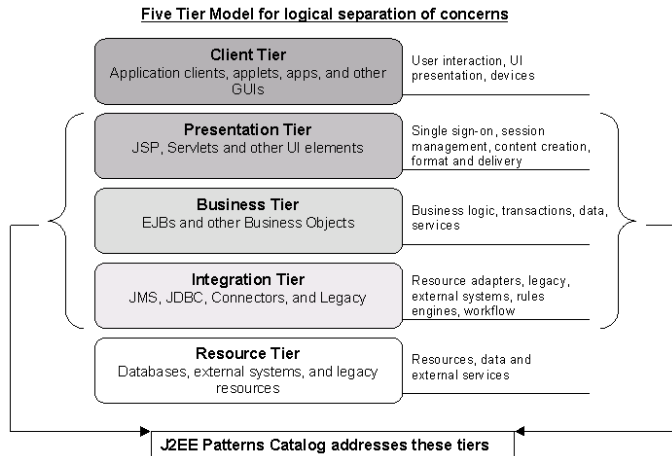 Five Tier Model for logical separation of concerns
Client Tier
Application clients, applets, apps, and other
GUIs
User interaction, UI
presentation, devices
Presentation Tier
JSP, Servlets and other UI elements
Single sign-on, session
management, content creation,
format and delivery
Business Tier
EJBs and other Business Objects
Business logic, transactions, data,
services
Integration Tier
JMS, JDBC, Connectors, and Legacy
Resource adapters, legacy,
external systems, rules
engines, workflow
Resource Tier
Databases, external systems, and legacy
resources
Resources, data and
external services
J2EE Patterns Catalog addresses these tiers